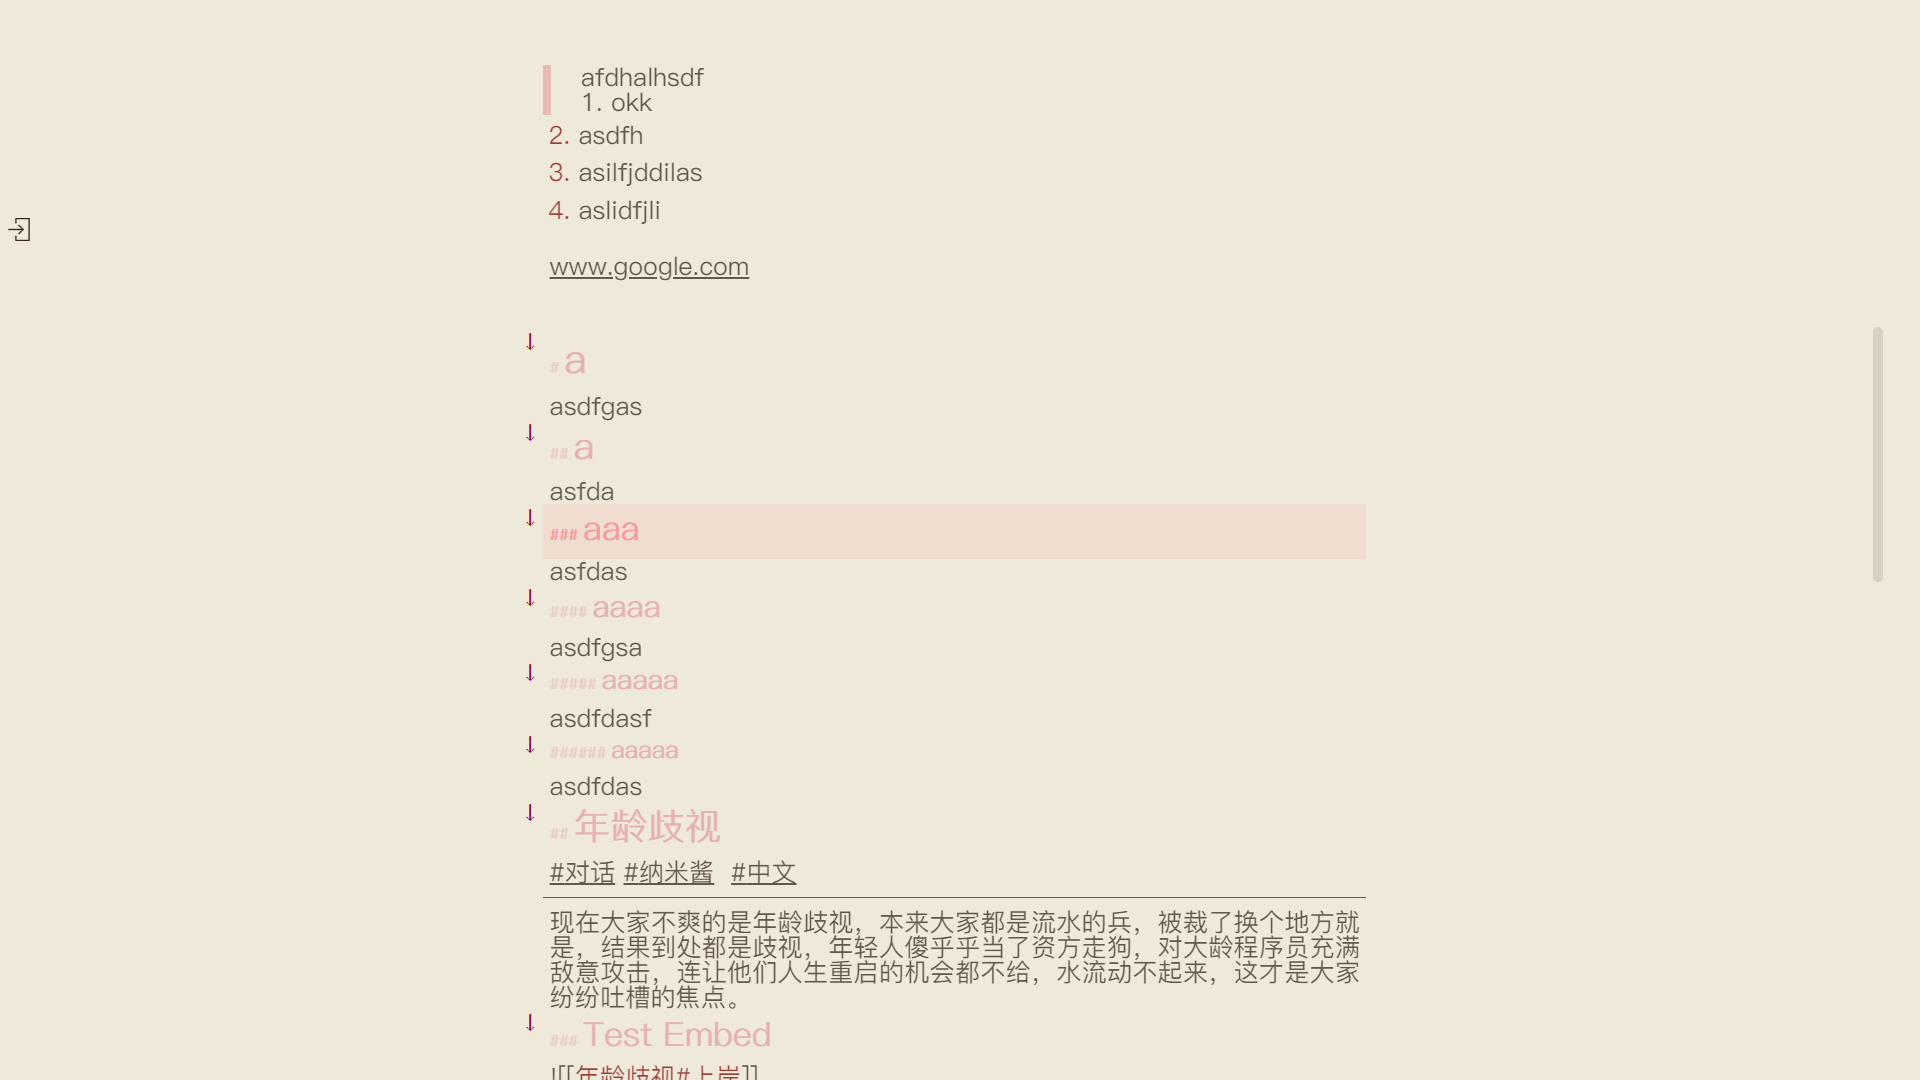 afdhalhsdf
1. okk
2. asdfh
3. asilfjddilas
4. aslidfjli
www.google.com
# a
asdfgas
## a
asfda
### aaa
asfdas
#### aaaa
asdfgsa
##### aaaaa
asdfdasf
###### aaaaa
asdfdas
## 年龄歧视
#对话 #纳米酱 #中文
现在大家不爽的是年龄歧视，本来大家都是流水的兵，被裁了换个地方就
是，结果到处都是歧视，年轻人傻乎乎当了资方走狗，对大龄程序员充满
敌意攻击，连让他们人生重启的机会都不给，水流动不起来，这才是大家
纷纷吐槽的焦点。
### Test Embed
![[年龄歧视#上岸]]